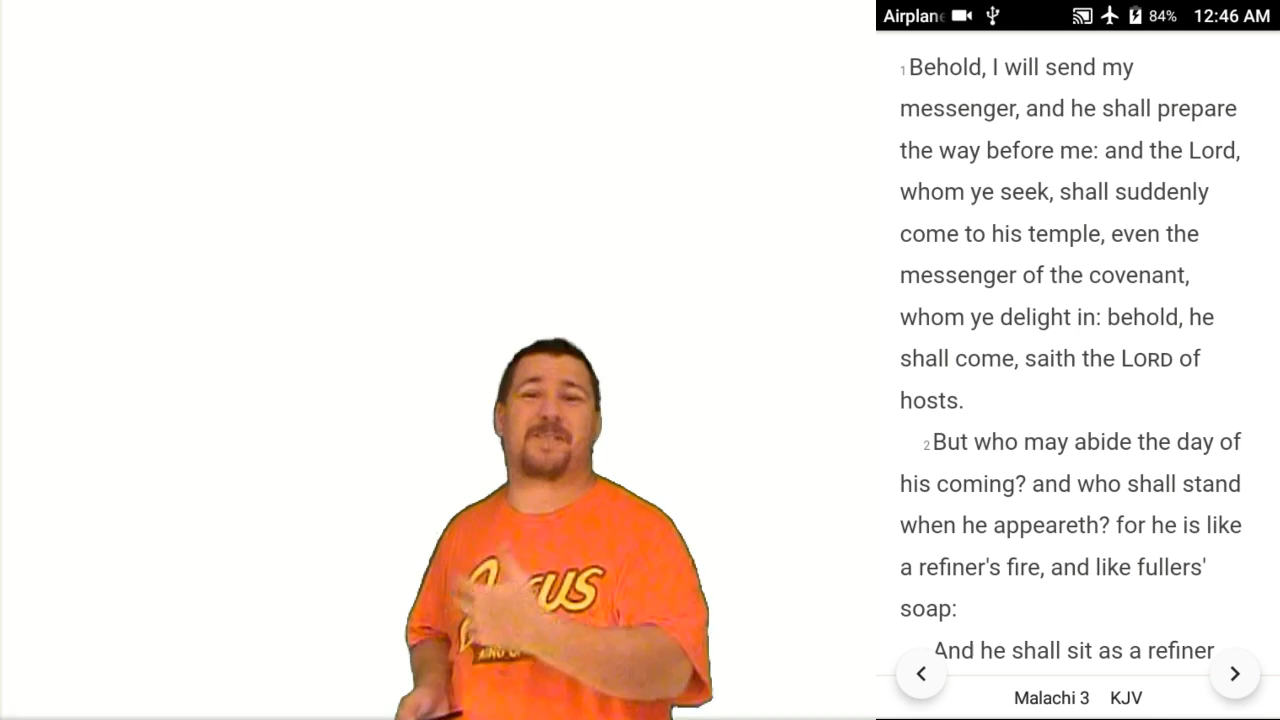 Airplan
84%
12:46 AM
1 Behold, I will send my
messenger, and he shall prepare
the way before me: and the Lord,
whom ye seek, shall suddenly
come to his temple, even the
messenger of the covenant,
whom ye delight in: behold, he
shall come, saith the LORD of
hosts.
2 But who may abide the day of
his coming? and who shall stand
when he appeareth? for he is like
a refiner's fire, and like fullers'
soap:
And he shall sit as a refiner
Malachi 3 KJV